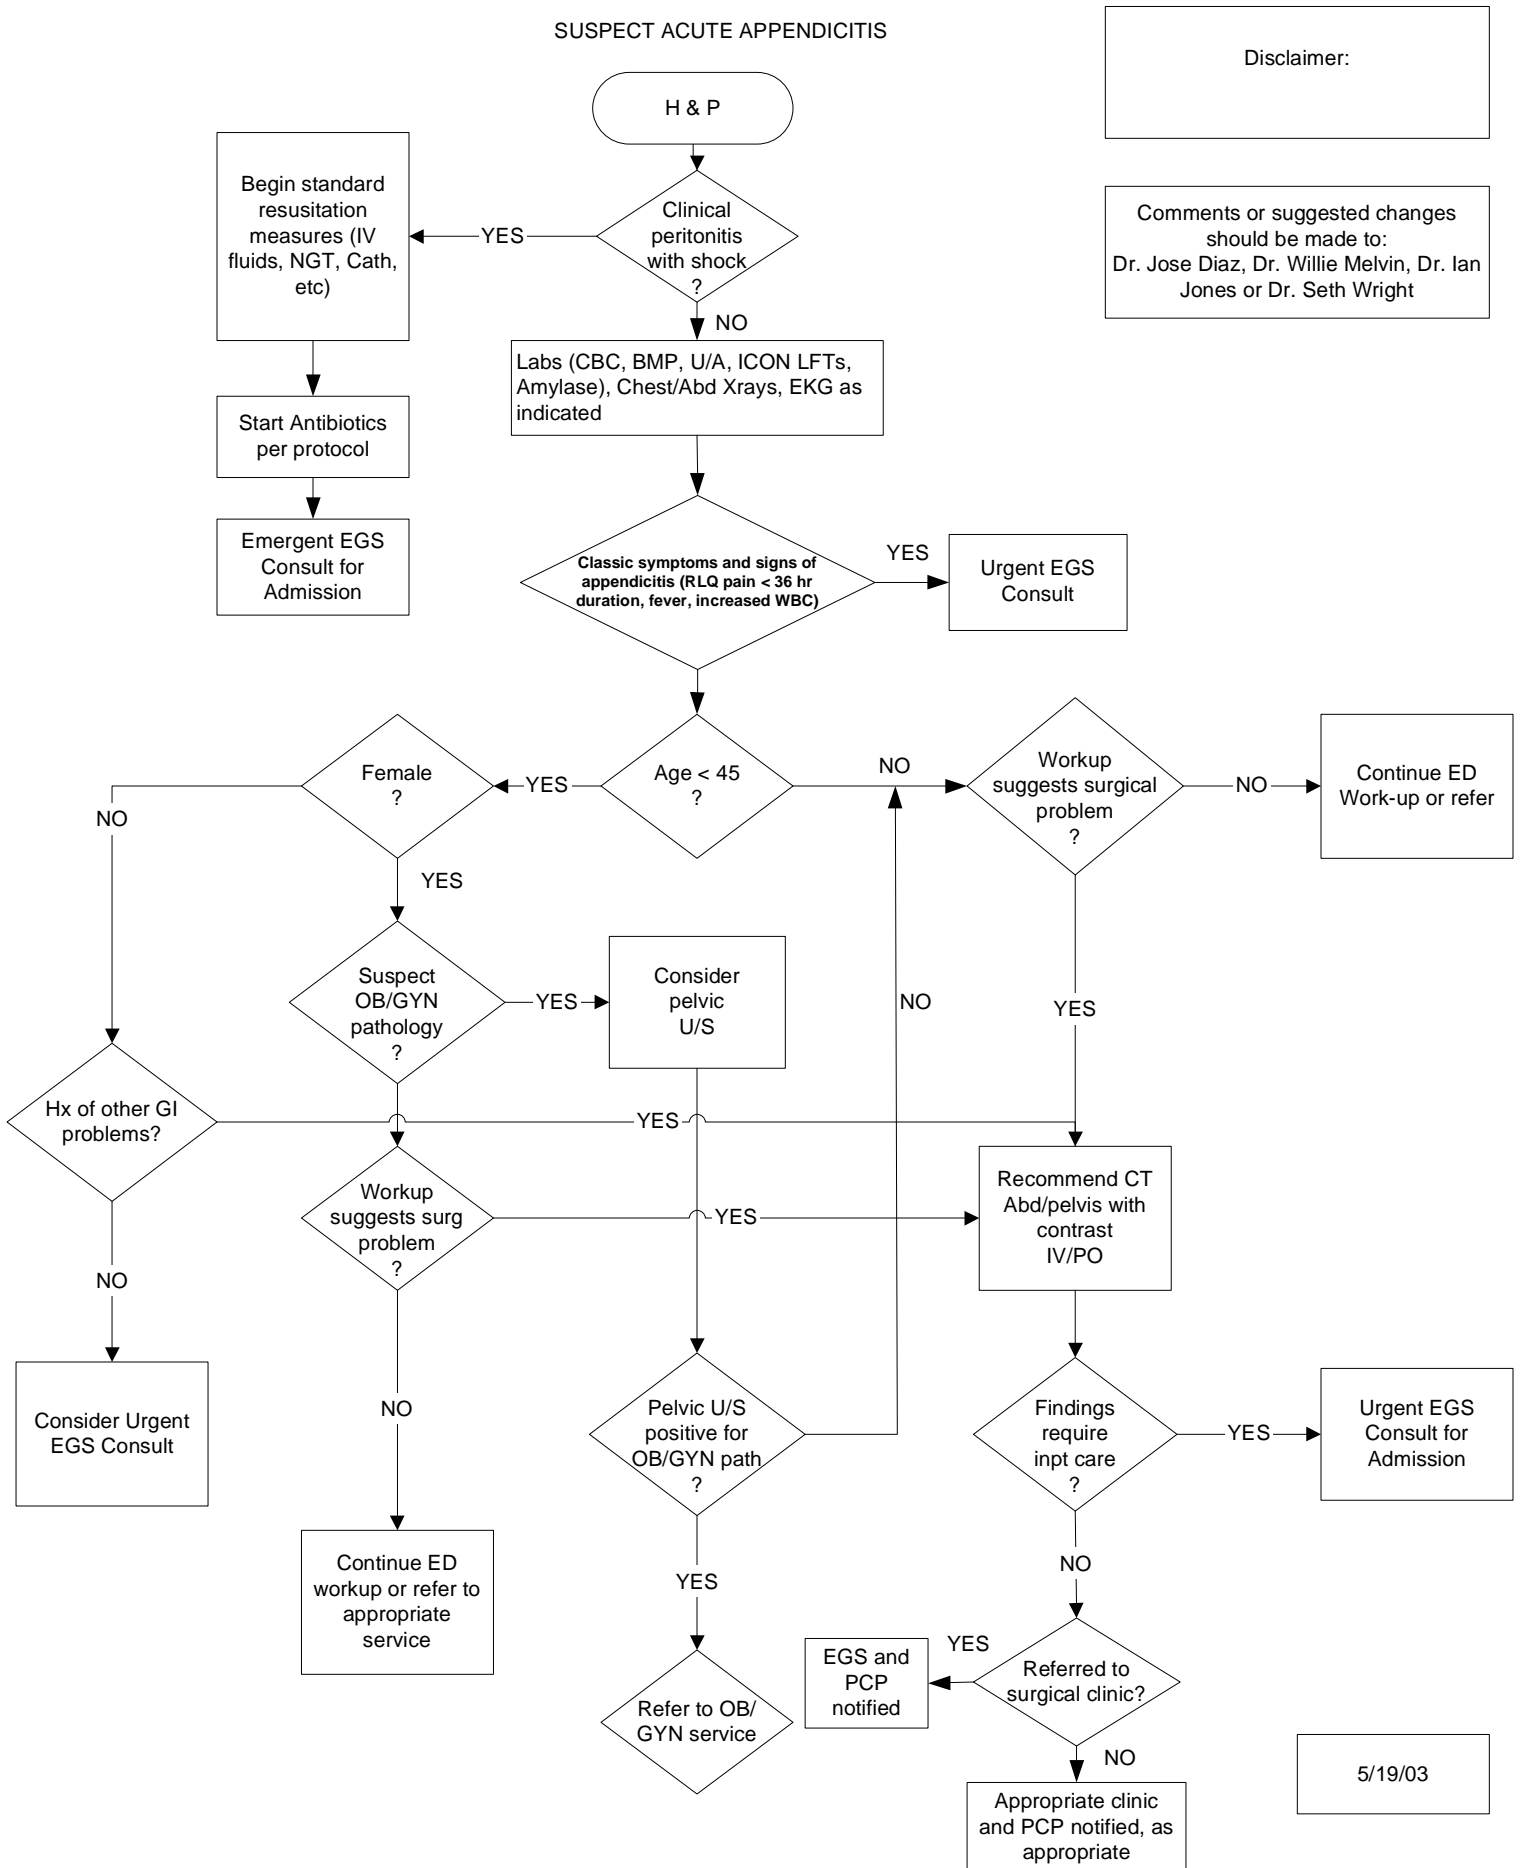 SUSPECT ACUTE APPENDICITIS
Disclaimer:
H & P
Begin standard
resusitation
measures (IV
fluids, NGT, Cath,
etc)
YES
Clinical
peritonitis
with shock
?
Comments or suggested changes
should be made to:
Dr. Jose Diaz, Dr. Willie Melvin, Dr. Ian
Jones or Dr. Seth Wright
NO
Labs (CBC, BMP, U/A, ICON LFTs,
Amylase), Chest/Abd Xrays, EKG as
indicated
Start Antibiotics
per protocol
Emergent EGS
Consult for
Admission
Classic symptoms and signs of
appendicitis (RLQ pain < 36 hr
duration, fever, increased WBC)
YES
Urgent EGS
Consult
Female
?
YES
Age < 45
?
NO
Workup
suggests surgical
problem
?
NO
Continue ED
Work-up or refer
NO
YES
Suspect
OB/GYN
pathology
?
YES
Consider
pelvic
U/S
NO
YES
Hx of other GI
problems?
YES
Workup
suggests surg
problem
?
YES
Recommend CT
Abd/pelvis with
contrast
IV/PO
NO
Consider Urgent
EGS Consult
NO
Pelvic U/S
positive for
OB/GYN path
?
Findings
require
inpt care
?
YES
Urgent EGS
Consult for
Admission
Continue ED
workup or refer to
appropriate
service
YES
NO
Refer to OB/
GYN service
EGS and
PCP
notified
YES
Referred to
surgical clinic?
NO
Appropriate clinic
and PCP notified, as
appropriate
5/19/03